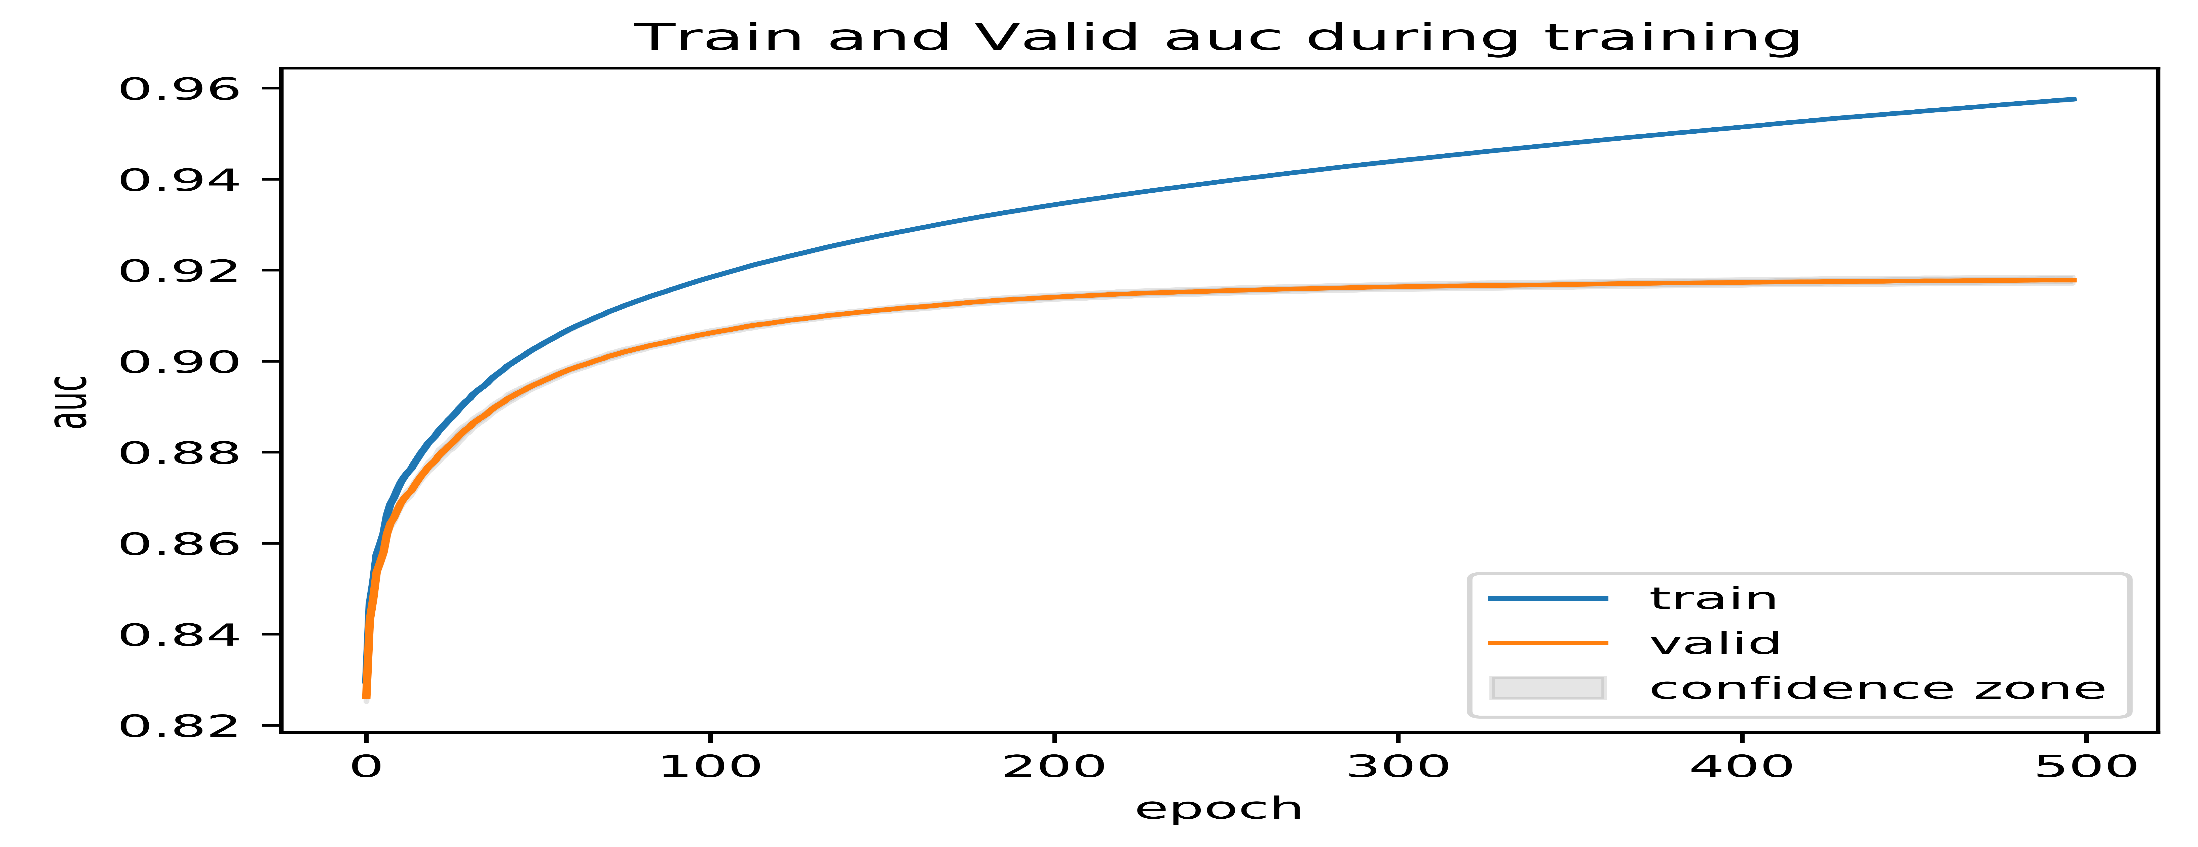 Train and Valid auc during training
0.96
0.94
0.92
0.90
0.88
0.86
0.84
0.82
auc
train
valid
confidence zone
0 100 200 300 400 500
epoch